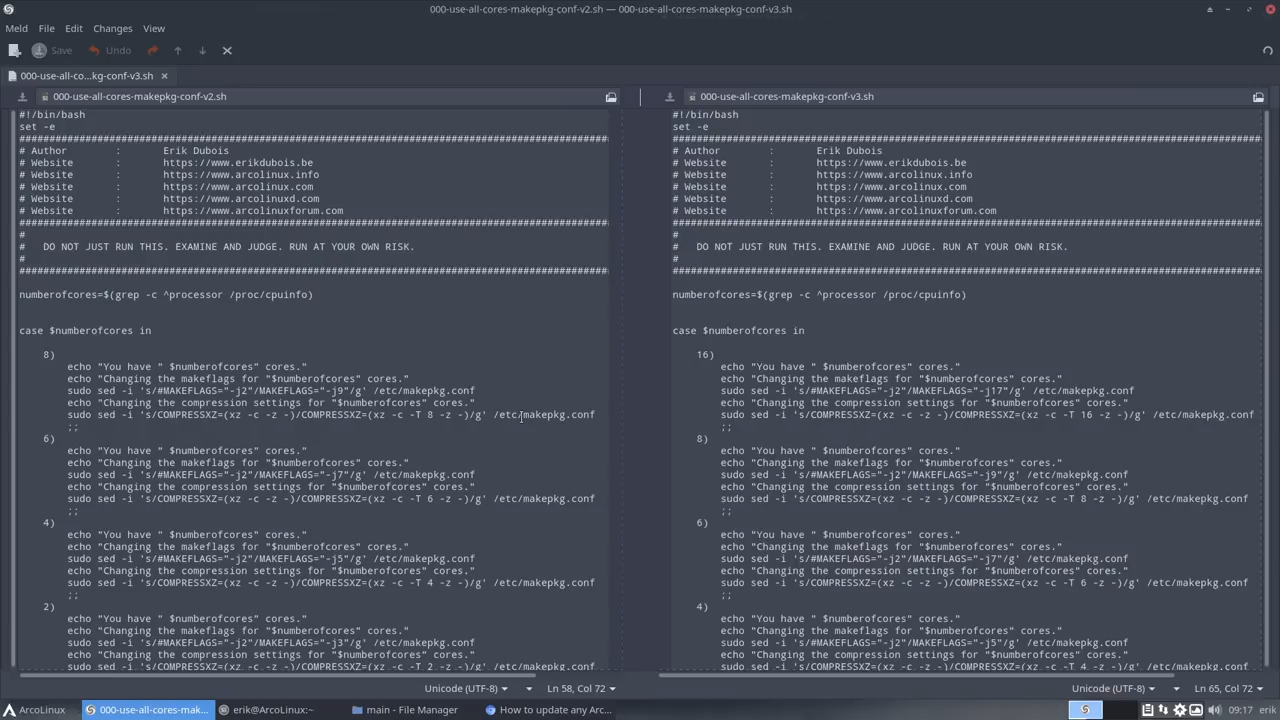 000-use-all-cores-makepkg-conf-v2.sh — 000-use-all-cores-makepkg-conf-v3.sh
Meld File Edit Changes View
Save Undo
000-use-all-co...kg-conf-v3.sh
000-use-all-cores-makepkg-conf-v2.sh
#!/bin/bash
set -e
##################################################################################################
# Author : Erik Dubois
# Website : https://www.erikdubois.be
# Website : https://www.arcolinux.info
# Website : https://www.arcolinux.com
# Website : https://www.arcolinuxd.com
# Website : https://www.arcolinuxforum.com
##################################################################################################
#
# DO NOT JUST RUN THIS. EXAMINE AND JUDGE. RUN AT YOUR OWN RISK.
#
##################################################################################################
numberofcores=$(grep -c ^processor /proc/cpuinfo)
case $numberofcores in
8)
echo "You have " $numberofcores" cores."
echo "Changing the makeflags for "$numberofcores" cores."
sudo sed -i 's/#MAKEFLAGS="-j2"/MAKEFLAGS="-j9"/g' /etc/makepkg.conf
echo "Changing the compression settings for "$numberofcores" cores."
sudo sed -i 's/COMPRESSXZ=(xz -c -z -)/COMPRESSXZ=(xz -c -T 8 -z -)/g' /etc/makepkg.conf
;;
6)
echo "You have " $numberofcores" cores."
echo "Changing the makeflags for "$numberofcores" cores."
sudo sed -i 's/#MAKEFLAGS="-j2"/MAKEFLAGS="-j7"/g' /etc/makepkg.conf
echo "Changing the compression settings for "$numberofcores" cores."
sudo sed -i 's/COMPRESSXZ=(xz -c -z -)/COMPRESSXZ=(xz -c -T 6 -z -)/g' /etc/makepkg.conf
;;
4)
echo "You have " $numberofcores" cores."
echo "Changing the makeflags for "$numberofcores" cores."
sudo sed -i 's/#MAKEFLAGS="-j2"/MAKEFLAGS="-j5"/g' /etc/makepkg.conf
echo "Changing the compression settings for "$numberofcores" cores."
sudo sed -i 's/COMPRESSXZ=(xz -c -z -)/COMPRESSXZ=(xz -c -T 4 -z -)/g' /etc/makepkg.conf
;;
2)
echo "You have " $numberofcores" cores."
echo "Changing the makeflags for "$numberofcores" cores."
sudo sed -i 's/#MAKEFLAGS="-j2"/MAKEFLAGS="-j3"/g' /etc/makepkg.conf
echo "Changing the compression settings for "$numberofcores" cores."
sudo sed -i 's/COMPRESSXZ=(xz -c -z -)/COMPRESSXZ=(xz -c -T 2 -z -)/g' /etc/makepkg.conf
Unicode (UTF-8) Ln 58, Col 72
000-use-all-cores-makepkg-conf-v3.sh
#!/bin/bash
set -e
##################################################################################################
# Author : Erik Dubois
# Website : https://www.erikdubois.be
# Website : https://www.arcolinux.info
# Website : https://www.arcolinux.com
# Website : https://www.arcolinuxd.com
# Website : https://www.arcolinuxforum.com
##################################################################################################
#
# DO NOT JUST RUN THIS. EXAMINE AND JUDGE. RUN AT YOUR OWN RISK.
#
##################################################################################################
numberofcores=$(grep -c ^processor /proc/cpuinfo)
case $numberofcores in
16)
echo "You have " $numberofcores" cores."
echo "Changing the makeflags for "$numberofcores" cores."
sudo sed -i 's/#MAKEFLAGS="-j2"/MAKEFLAGS="-j17"/g' /etc/makepkg.conf
echo "Changing the compression settings for "$numberofcores" cores."
sudo sed -i 's/COMPRESSXZ=(xz -c -z -)/COMPRESSXZ=(xz -c -T 16 -z -)/g' /etc/makepkg.conf
;;
8)
echo "You have " $numberofcores" cores."
echo "Changing the makeflags for "$numberofcores" cores."
sudo sed -i 's/#MAKEFLAGS="-j2"/MAKEFLAGS="-j9"/g' /etc/makepkg.conf
echo "Changing the compression settings for "$numberofcores" cores."
sudo sed -i 's/COMPRESSXZ=(xz -c -z -)/COMPRESSXZ=(xz -c -T 8 -z -)/g' /etc/makepkg.conf
;;
6)
echo "You have " $numberofcores" cores."
echo "Changing the makeflags for "$numberofcores" cores."
sudo sed -i 's/#MAKEFLAGS="-j2"/MAKEFLAGS="-j7"/g' /etc/makepkg.conf
echo "Changing the compression settings for "$numberofcores" cores."
sudo sed -i 's/COMPRESSXZ=(xz -c -z -)/COMPRESSXZ=(xz -c -T 6 -z -)/g' /etc/makepkg.conf
;;
4)
echo "You have " $numberofcores" cores."
echo "Changing the makeflags for "$numberofcores" cores."
sudo sed -i 's/#MAKEFLAGS="-j2"/MAKEFLAGS="-j5"/g' /etc/makepkg.conf
echo "Changing the compression settings for "$numberofcores" cores."
sudo sed -i 's/COMPRESSXZ=(xz -c -z -)/COMPRESSXZ=(xz -c -T 4 -z -)/g' /etc/makepkg.conf
Unicode (UTF-8) Ln 65, Col 72
ArcoLinux 000-use-all-cores-mak... erik@ArcoLinux:~ main - File Manager How to update any Arc... 09:17 erik